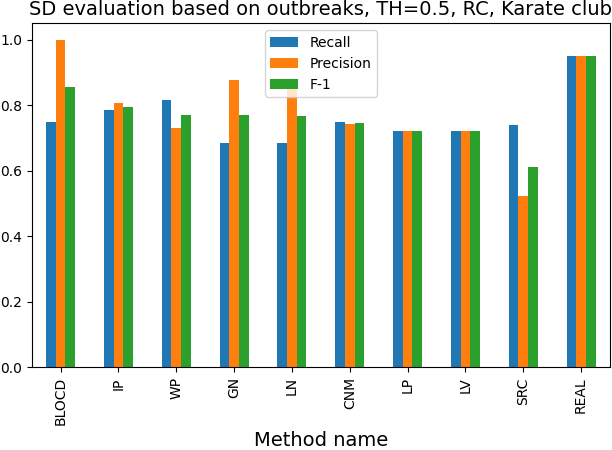 SD evaluation based on outbreaks, TH=0.5, RC, Karate club
Recall
Precision
F-1
1.0
0.8
0.6
0.4
0.2
0.0
BLOCD
IP
WP
GN
LN
CNM
LP
LV
SRC
REAL
Method name